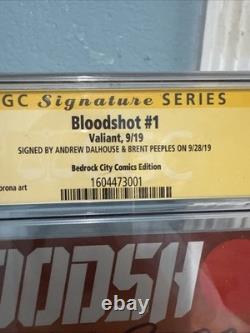 GC Signature SERIES
Bloodshot #1
Valiant, 9/19
SIGNED BY ANDREW DALHOUSE & BRENT PEEPLES ON 9/28/19
Bedrock City Comics Edition
orona art
1604473001
OODSH